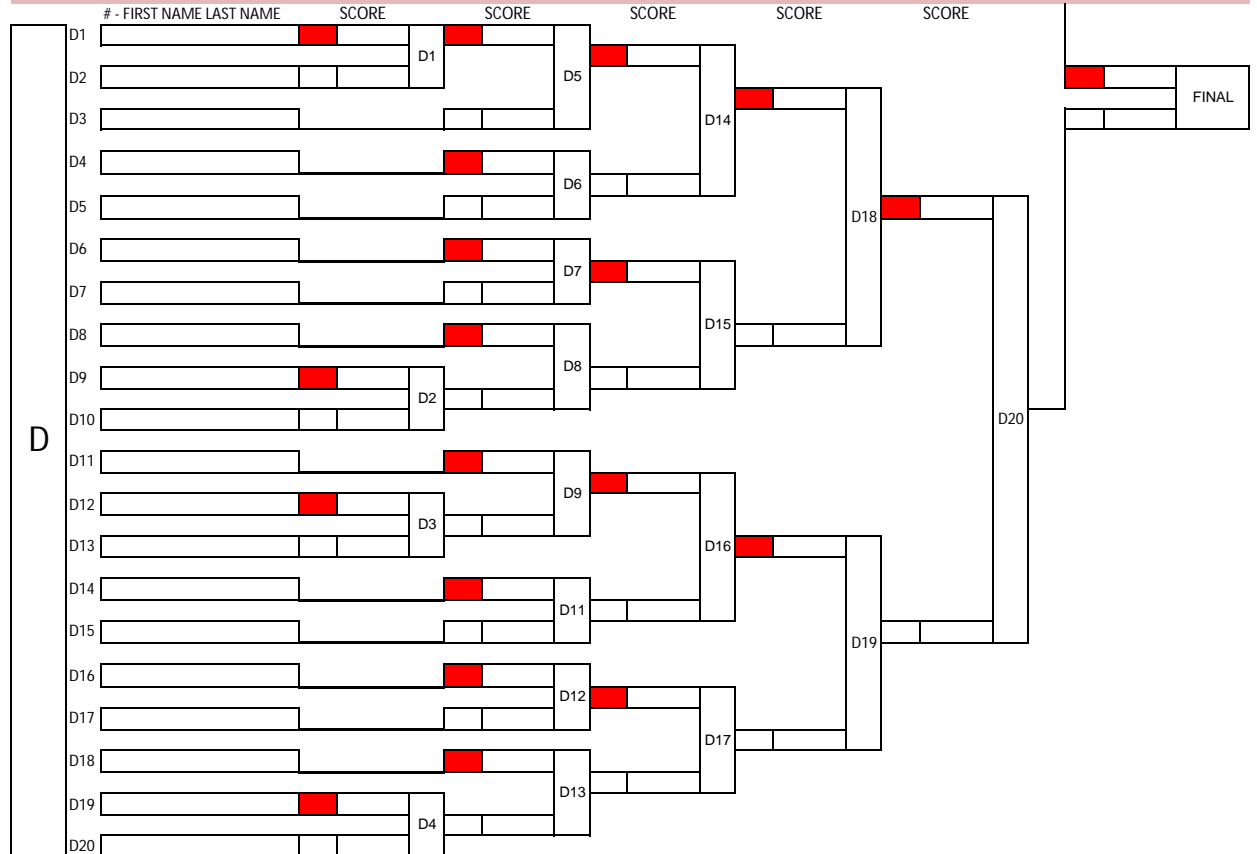 # - FIRST NAME LAST NAME SCORE SCORE SCORE SCORE SCORE
D1
D1
D2
D5
FINAL
D3
D14
D4
D6
D5
D18
D6
D7
D7
D15
D8
D8
D9
D2
D10
D20
D
D11
D9
D12
D3
D13
D16
D14
D11
D15
D19
D16
D12
D17
D17
D18
D13
D19
D4
D20